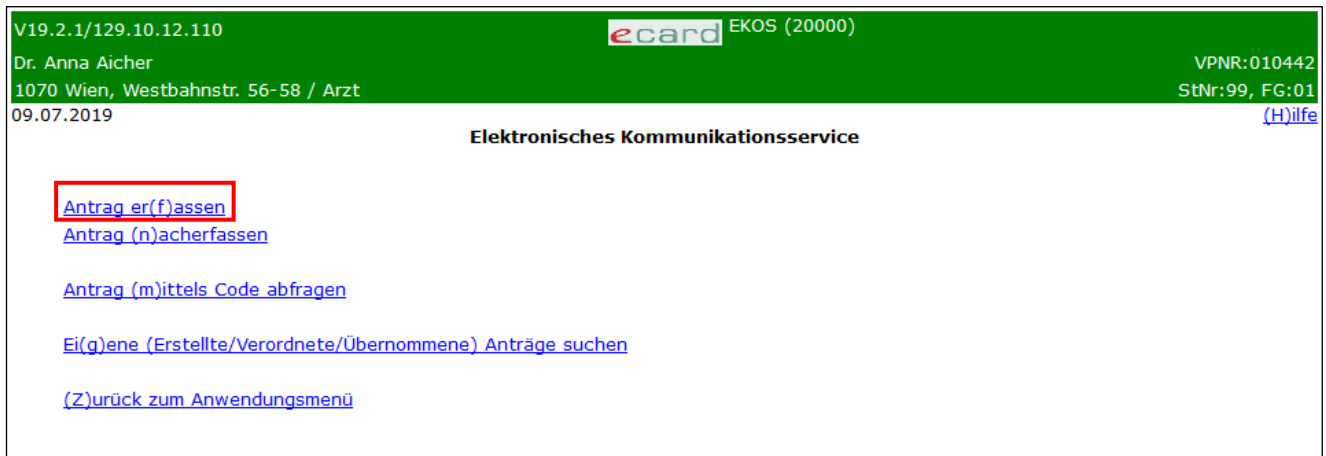 V19.2.1/129.10.12.110 ecard EKOS (20000)
Dr. Anna Aicher VPNR:010442
1070 Wien, Westbahnstr. 56-58 / Arzt StNr:99, FG:01
09.07.2019 (H)ilfe
Elektronisches Kommunikationsservice
Antrag er(f)assen
Antrag (n)acherfassen
Antrag (m)ittels Code abfragen
Ei(g)ene (Erstellte/Verordnete/Übernommene) Anträge suchen
(Z)urück zum Anwendungsmenü